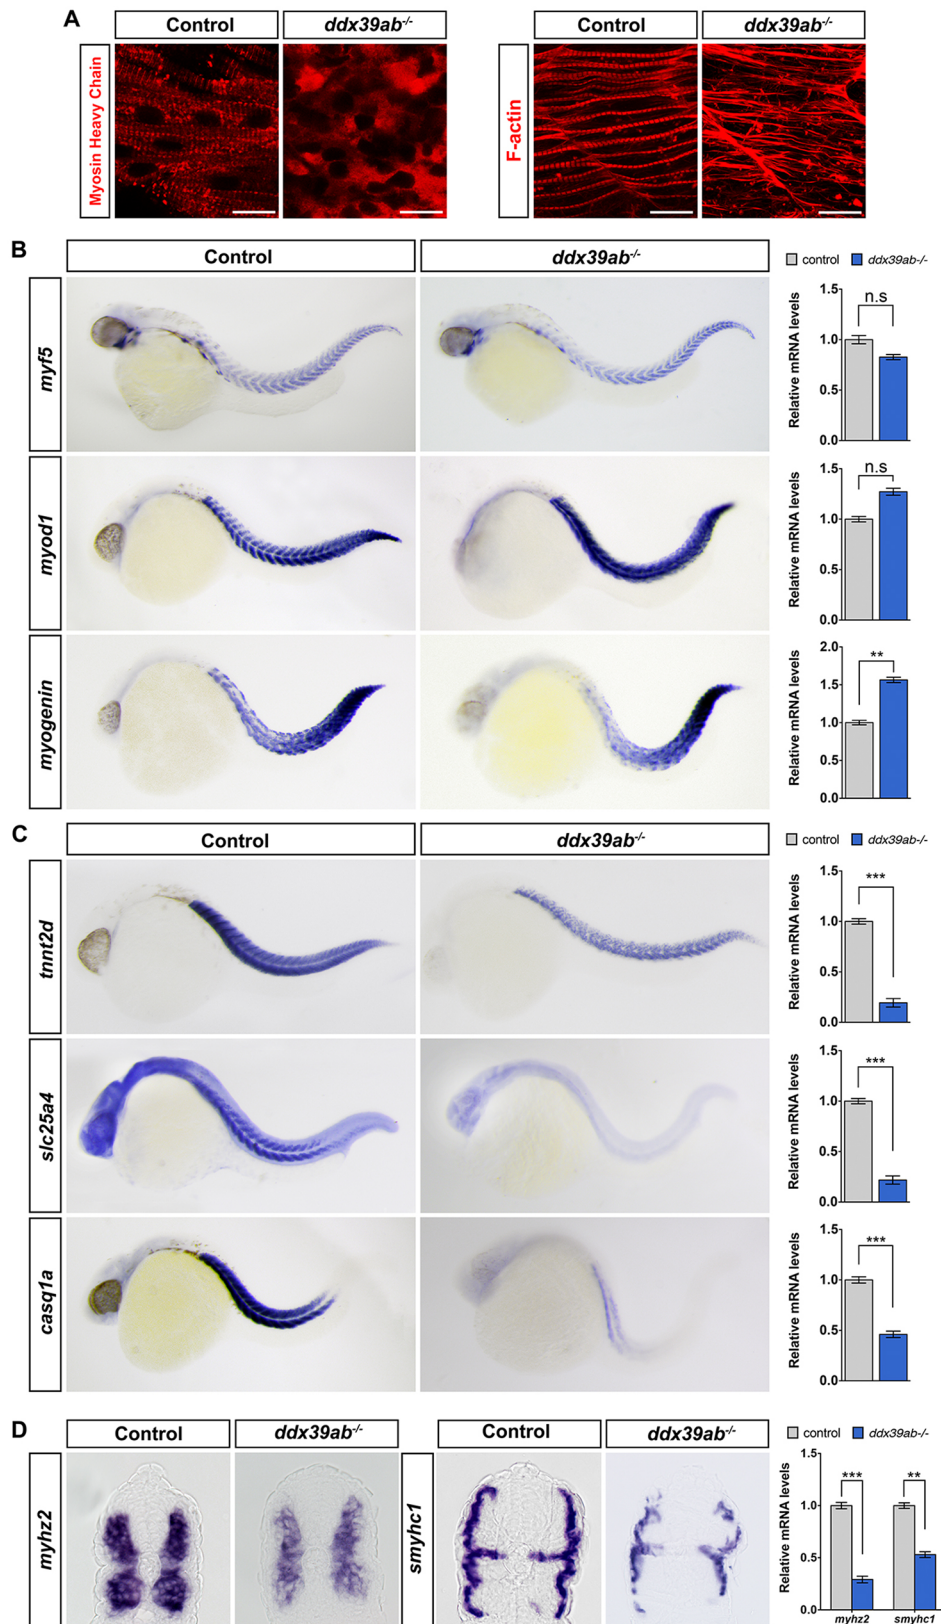 A
Control
ddx39ab-/-
Control
ddx39ab-/-
Myosin Heavy Chain
F-actin
B
Control
ddx39ab-/-
control
ddx39ab-/-
myf5
Relative mRNA levels
1.5
1.0
0.5
0.0
n.s
myod1
Relative mRNA levels
1.5
1.0
0.5
0.0
n.s
myogenin
Relative mRNA levels
2.0
1.5
1.0
0.5
0.0
**
C
Control
ddx39ab-/-
control
ddx39ab-/-
tnnt2d
Relative mRNA levels
1.5
1.0
0.5
0.0
***
slc25a4
Relative mRNA levels
1.5
1.0
0.5
0.0
***
casq1a
Relative mRNA levels
1.5
1.0
0.5
0.0
***
D
Control
ddx39ab-/-
Control
ddx39ab-/-
control
ddx39ab-/-
myhz2
smyhc1
Relative mRNA levels
1.5
1.0
0.5
0.0
***
**
myhz2
smyhc1